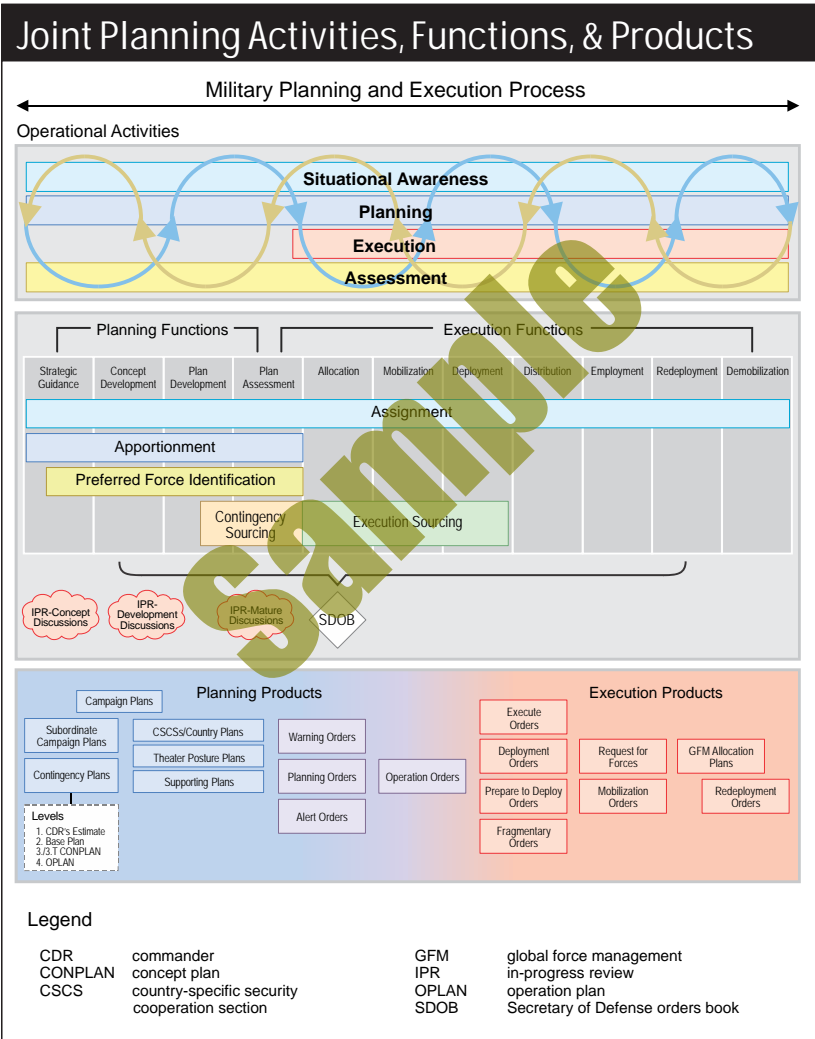 Joint Planning Activities, Functions, & Products
Military Planning and Execution Process
Operational Activities
Situational Awareness
Planning
Execution
Assessment
Planning Functions
Execution Functions
Strategic
Guidance
Concept
Development
Plan
Development
Plan
Assessment
Allocation
Mobilization
Deployment
Distribution
Employment
Redeployment
Demobilization
Assignment
Apportionment
Preferred Force Identification
Contingency
Sourcing
Execution Sourcing
IPR-Concept
Discussions
IPR-
Development
Discussions
IPR-Mature
Discussions
SDOB
sample
Planning Products
Execution Products
Campaign Plans
Subordinate
Campaign Plans
Contingency Plans
Levels
1. CDR's Estimate
2. Base Plan
3./3.T CONPLAN
4. OPLAN
CSCSs/Country Plans
Theater Posture Plans
Supporting Plans
Warning Orders
Planning Orders
Alert Orders
Operation Orders
Execute
Orders
Deployment
Orders
Prepare to Deploy
Orders
Fragmentary
Orders
Request for
Forces
Mobilization
Orders
GFM Allocation
Plans
Redeployment
Orders
Legend
CDR commander
CONPLAN concept plan
CSCS country-specific security
cooperation section
GFM global force management
IPR in-progress review
OPLAN operation plan
SDOB Secretary of Defense orders book